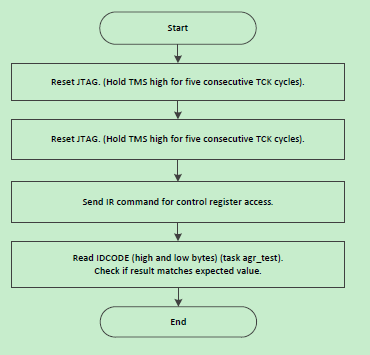 Start
Reset JTAG. (Hold TMS high for five consecutive TCK cycles).
Reset JTAG. (Hold TMS high for five consecutive TCK cycles).
Send IR command for control register access.
Read IDCODE (high and low bytes) (task agr_test).
Check if result matches expected value.
End